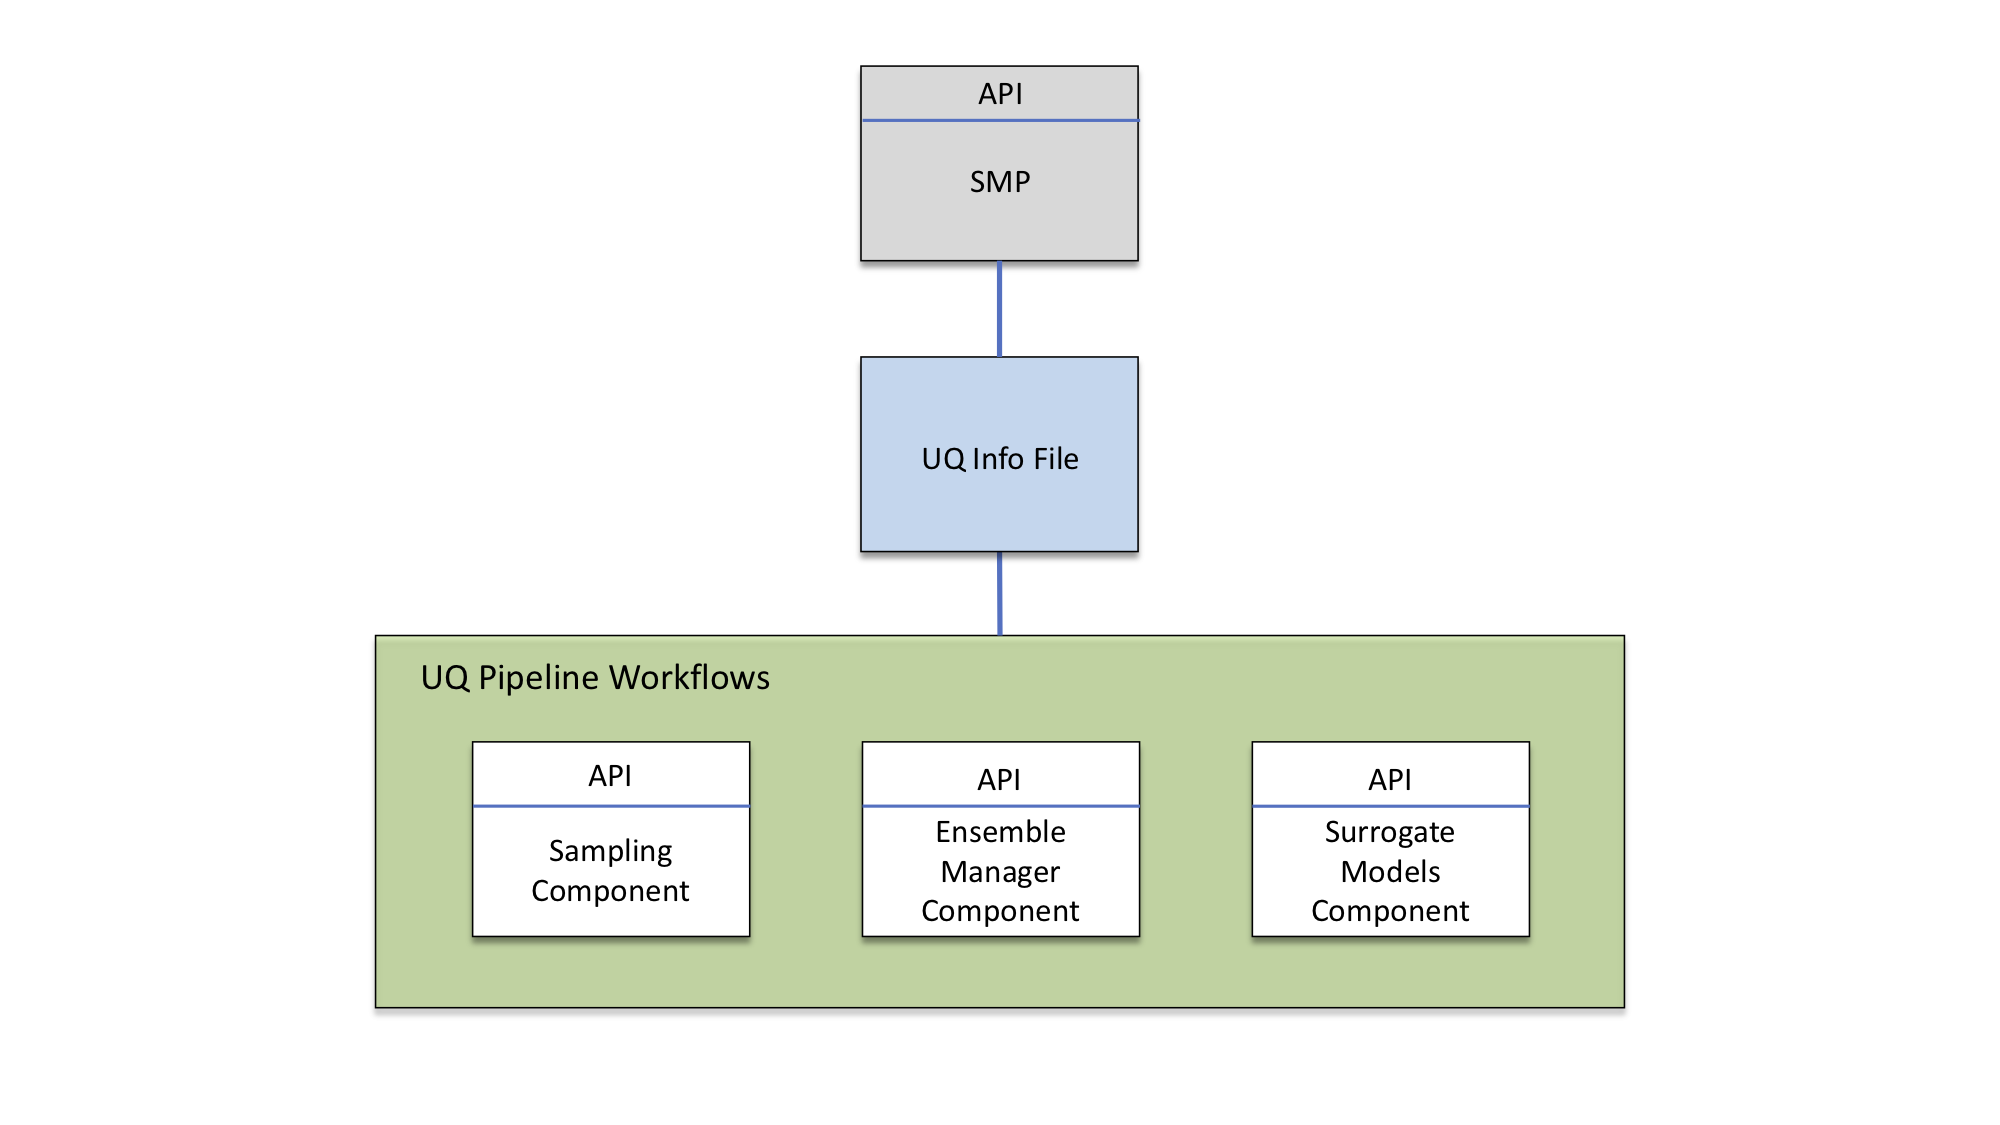 API
SMP
UQ Info File
UQ Pipeline Workflows
API
Sampling
Component
API
Ensemble
Manager
Component
API
Surrogate
Models
Component